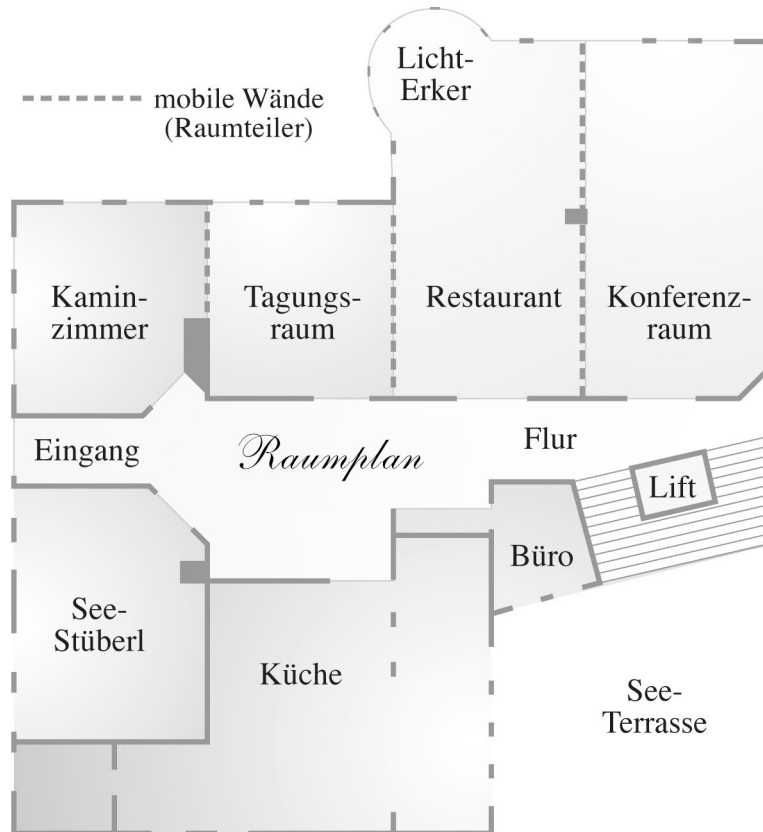 Licht-
Erker
mobile Wände
(Raumteiler)
Kamin-
zimmer
Tagungs-
raum
Restaurant
Konferenz-
raum
Eingang
Raumplan
Flur
Lift
Büro
See-
Stüberl
Küche
See-
Terrasse